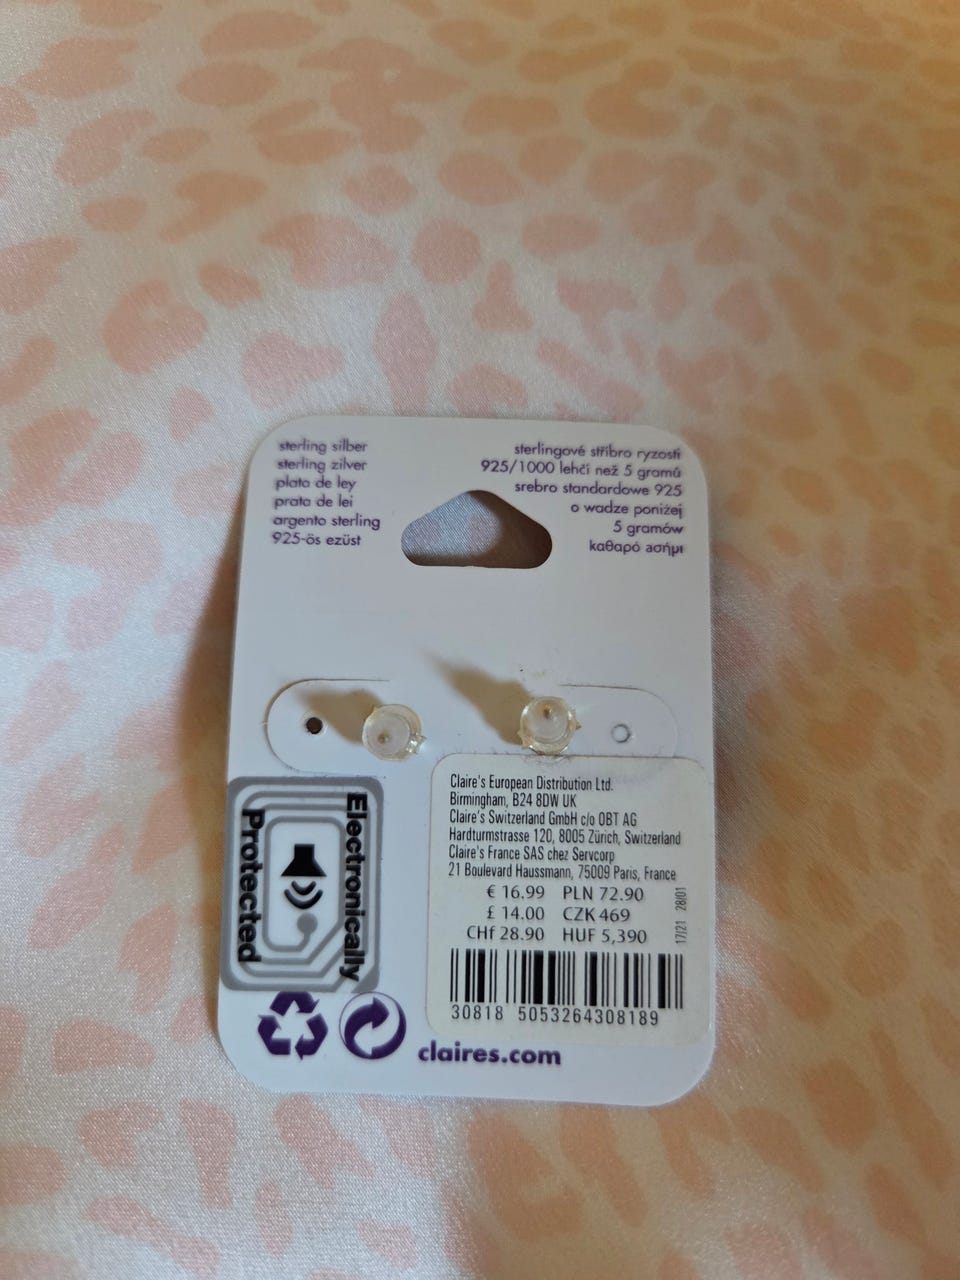 sterling silber
sterling zilver
plata de ley
prata de lei
argento sterling
925-ös ezüst
sterlingové stříbro ryzosti
925/1000 lehčí než 5 gramů
srebro standardowe 925
o wadze poniżej
5 gramów
καθαρό ασήμι
Claire's European Distribution Ltd.
Birmingham, B24 8DW UK
Claire's Switzerland GmbH c/o OBT AG
Hardturmstrasse 120, 8005 Zürich, Switzerland
Claire's France SAS chez Servcorp
21 Boulevard Haussmann, 75009 Paris, France
€ 16.99 PLN 72.90
£ 14.00 CZK 469
CHf 28.90 HUF 5,390
17/21 28/01
30818 5053264308189
Electronically
Protected
claires.com